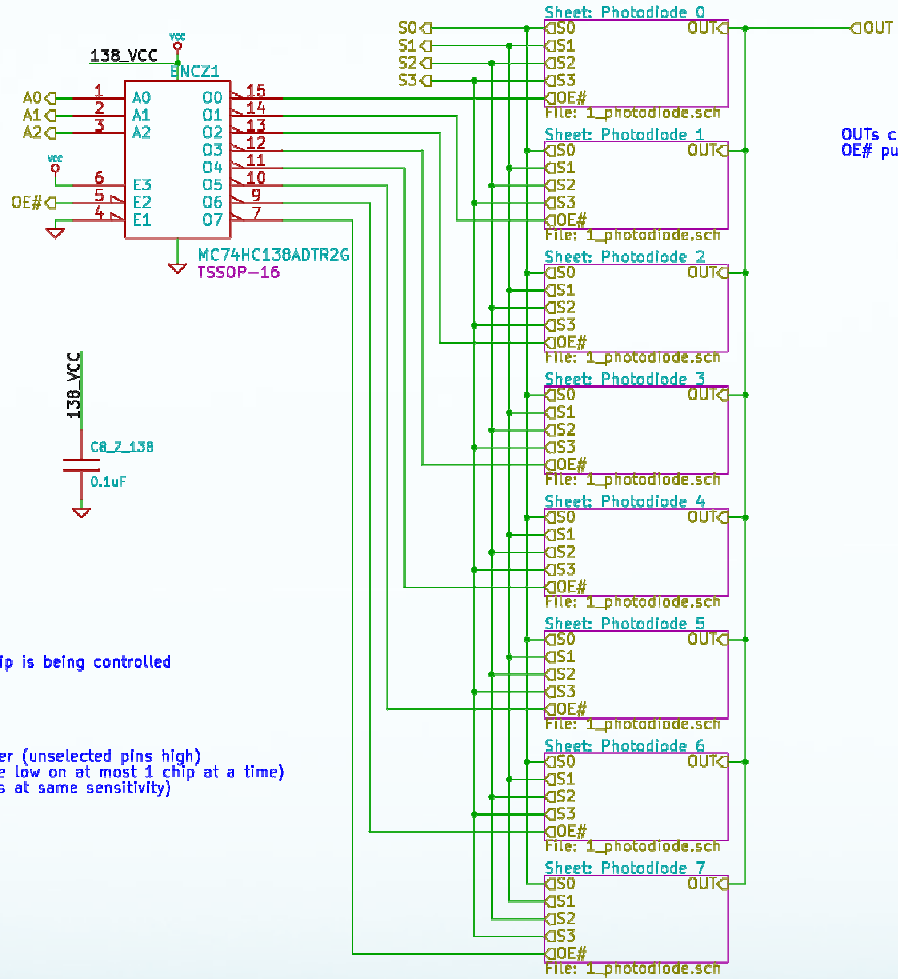 VCC
138_VCC
ENCZ1
A0 1 A0 O0 15
A1 2 A1 O1 14
A2 3 A2 O2 13
O3 12
VCC
O4 11
6 E3 O5 10
OE# 5 E2 O6 9
4 E1 O7 7
MC74HC138ADTR2G
TSSOP-16
138_VCC
C8_Z_138
0.1uF
ip is being controlled
er (unselected pins high)
e low on at most 1 chip at a time)
s at same sensitivity)
S0
S1
S2
S3
Sheet: Photodiode 0
S0 OUT
S1
S2
S3
OE#
File: 1_photodiode.sch
Sheet: Photodiode 1
S0 OUT
S1
S2
S3
OE#
File: 1_photodiode.sch
Sheet: Photodiode 2
S0 OUT
S1
S2
S3
OE#
File: 1_photodiode.sch
Sheet: Photodiode 3
S0 OUT
S1
S2
S3
OE#
File: 1_photodiode.sch
Sheet: Photodiode 4
S0 OUT
S1
S2
S3
OE#
File: 1_photodiode.sch
Sheet: Photodiode 5
S0 OUT
S1
S2
S3
OE#
File: 1_photodiode.sch
Sheet: Photodiode 6
S0 OUT
S1
S2
S3
OE#
File: 1_photodiode.sch
Sheet: Photodiode 7
S0 OUT
S1
S2
S3
OE#
File: 1_photodiode.sch
OUT
OUTs c
OE# pu